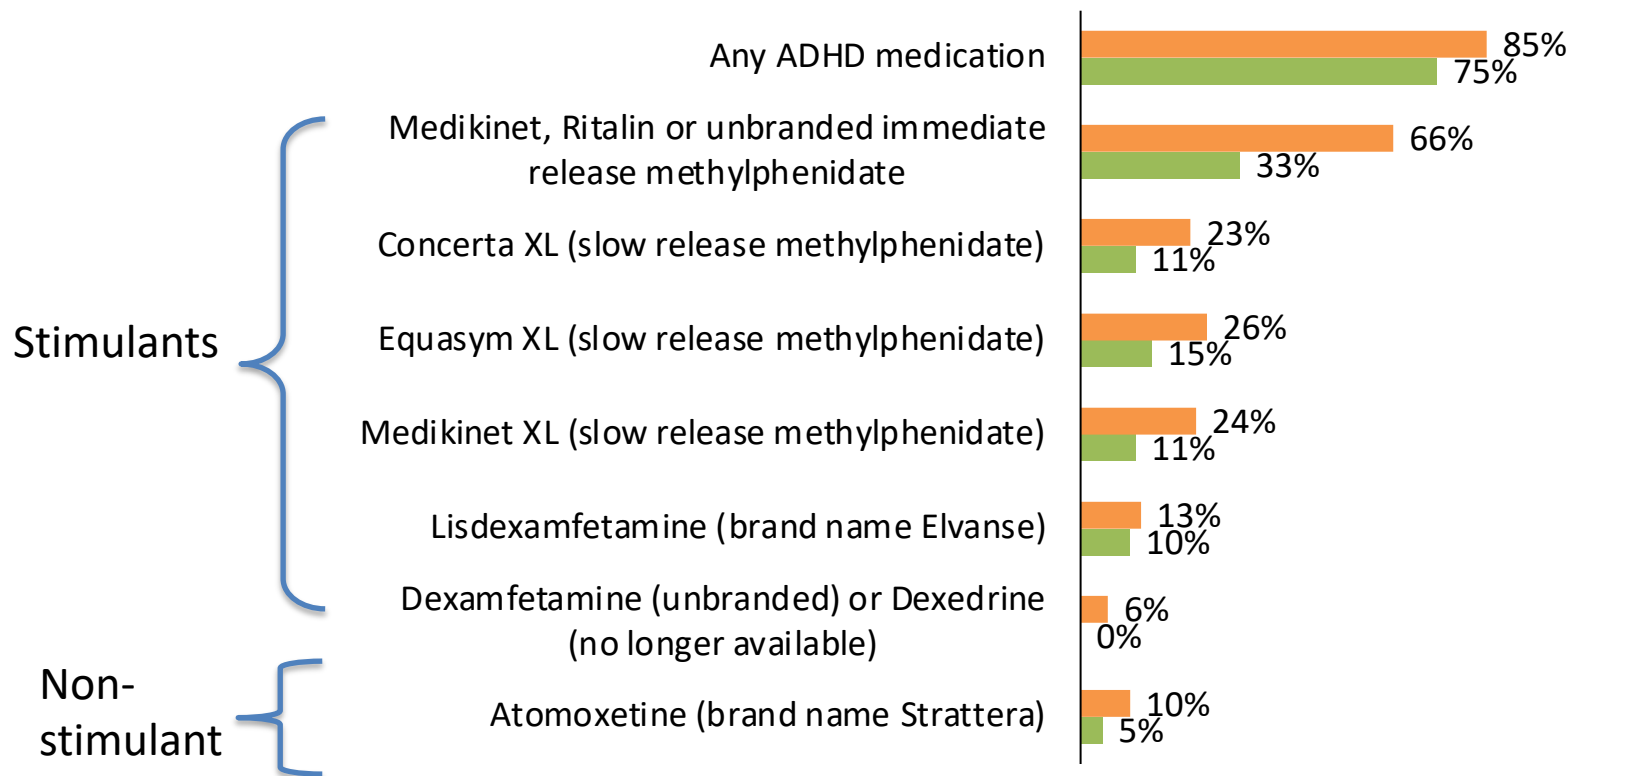 Any ADHD medication
85%
75%
Medikinet, Ritalin or unbranded immediate
release methylphenidate
66%
33%
Concerta XL (slow release methylphenidate)
23%
11%
Stimulants
Equasym XL (slow release methylphenidate)
26%
15%
Medikinet XL (slow release methylphenidate)
24%
11%
Lisdexamfetamine (brand name Elvanse)
13%
10%
Dexamfetamine (unbranded) or Dexedrine
(no longer available)
6%
0%
Non-
stimulant
Atomoxetine (brand name Strattera)
10%
5%